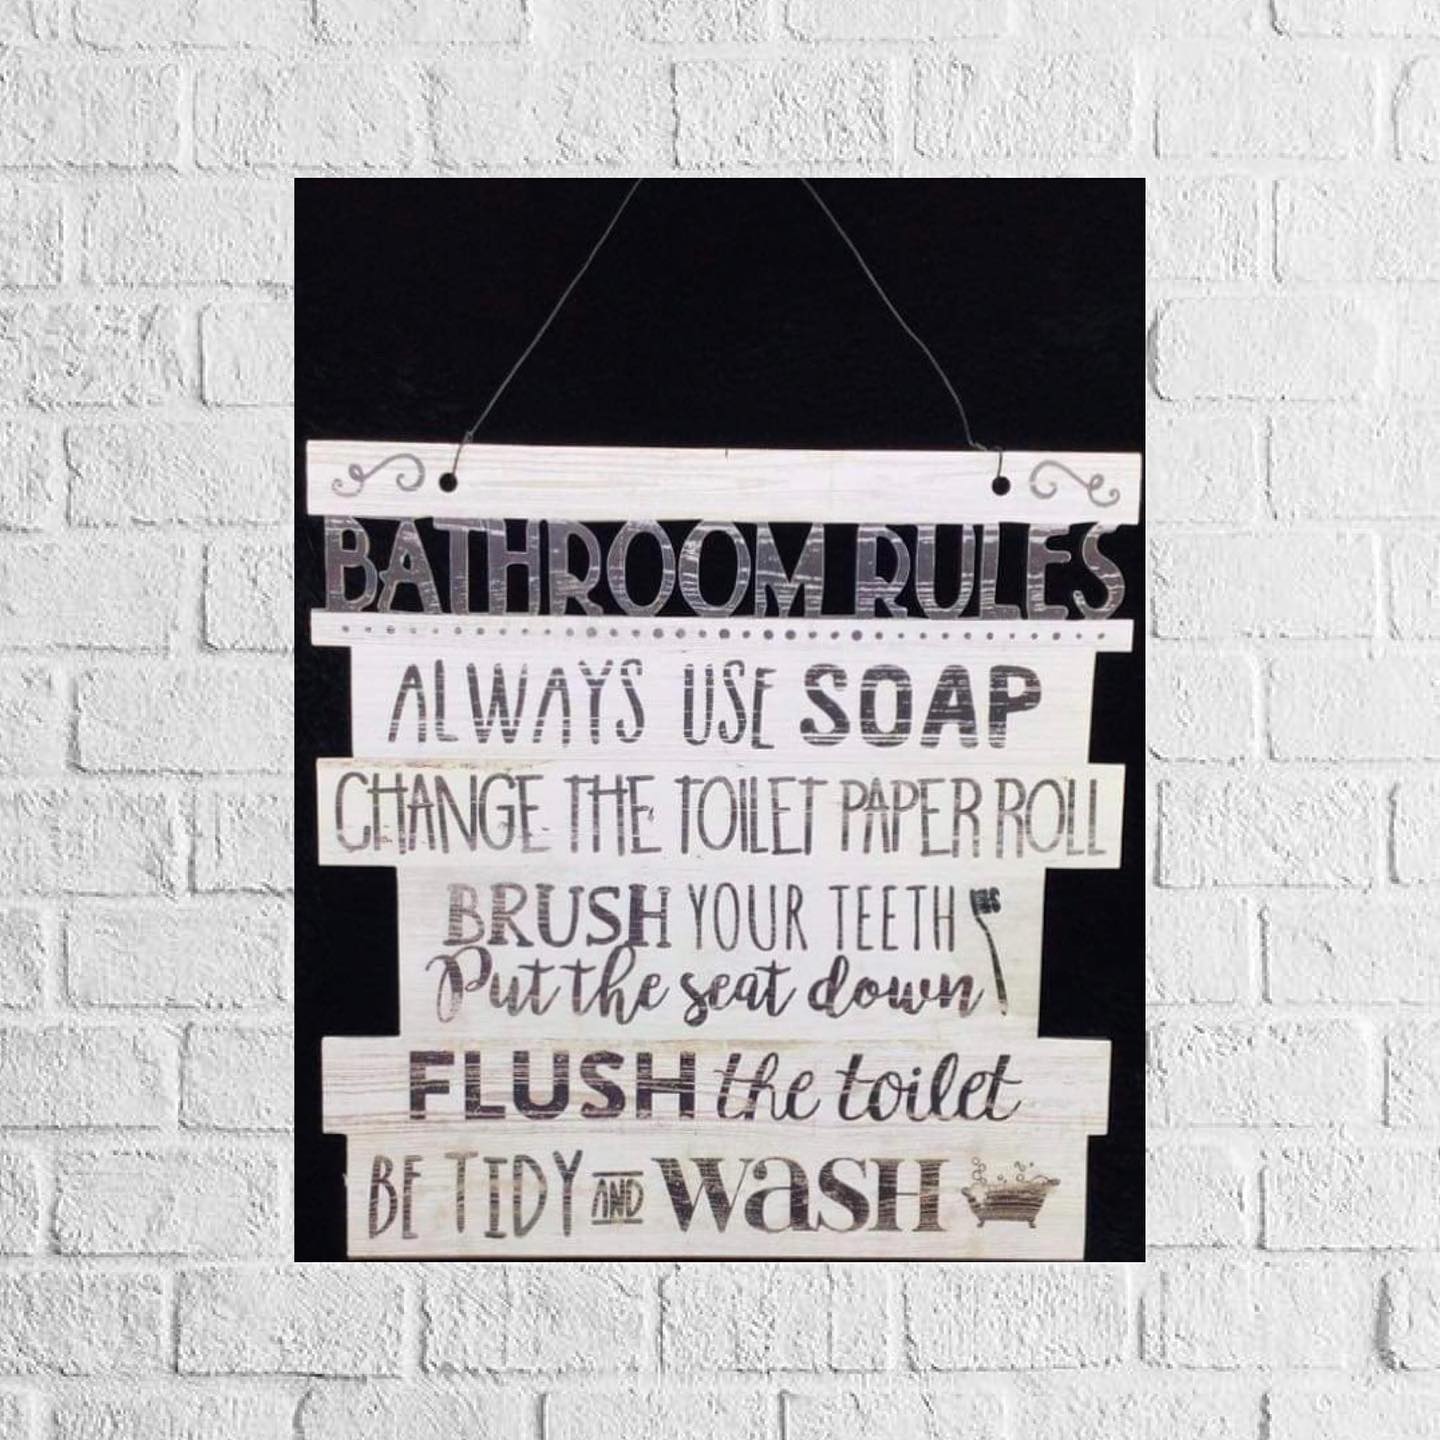 BATHROOM RULES
ALWAYS USE SOAP
CHANGE THE TOILET PAPER ROLL
BRUSH YOUR TEETH
Put the seat down
FLUSH the toilet
BE TIDY AND WaSH